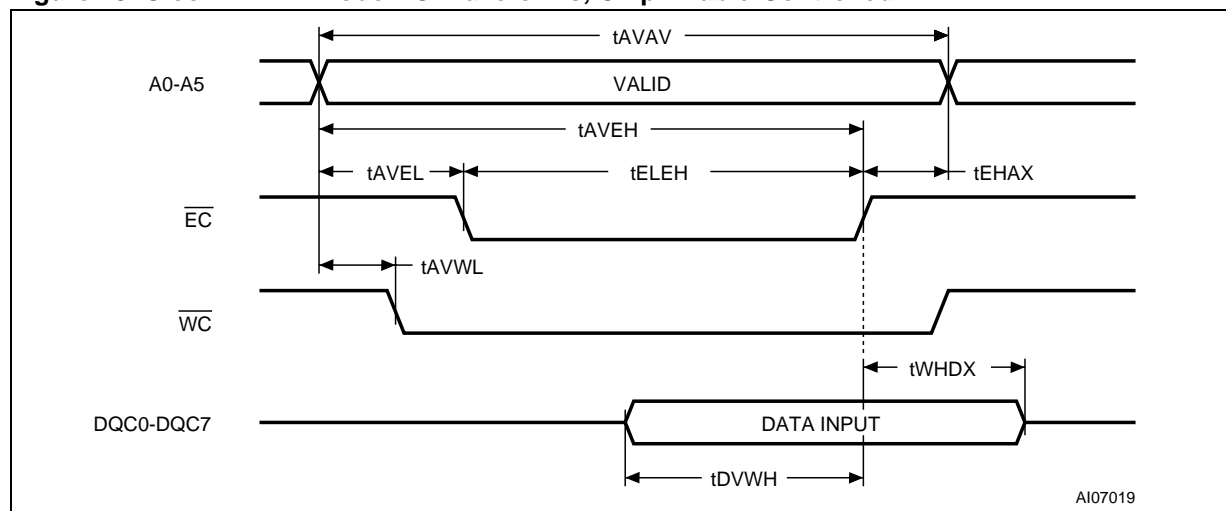 tAVAV
A0-A5
VALID
tAVEH
tAVEL
tELEH
tEHAX
EC
tAVWL
WC
tWHDX
DQC0-DQC7
DATA INPUT
tDVWH
AI07019